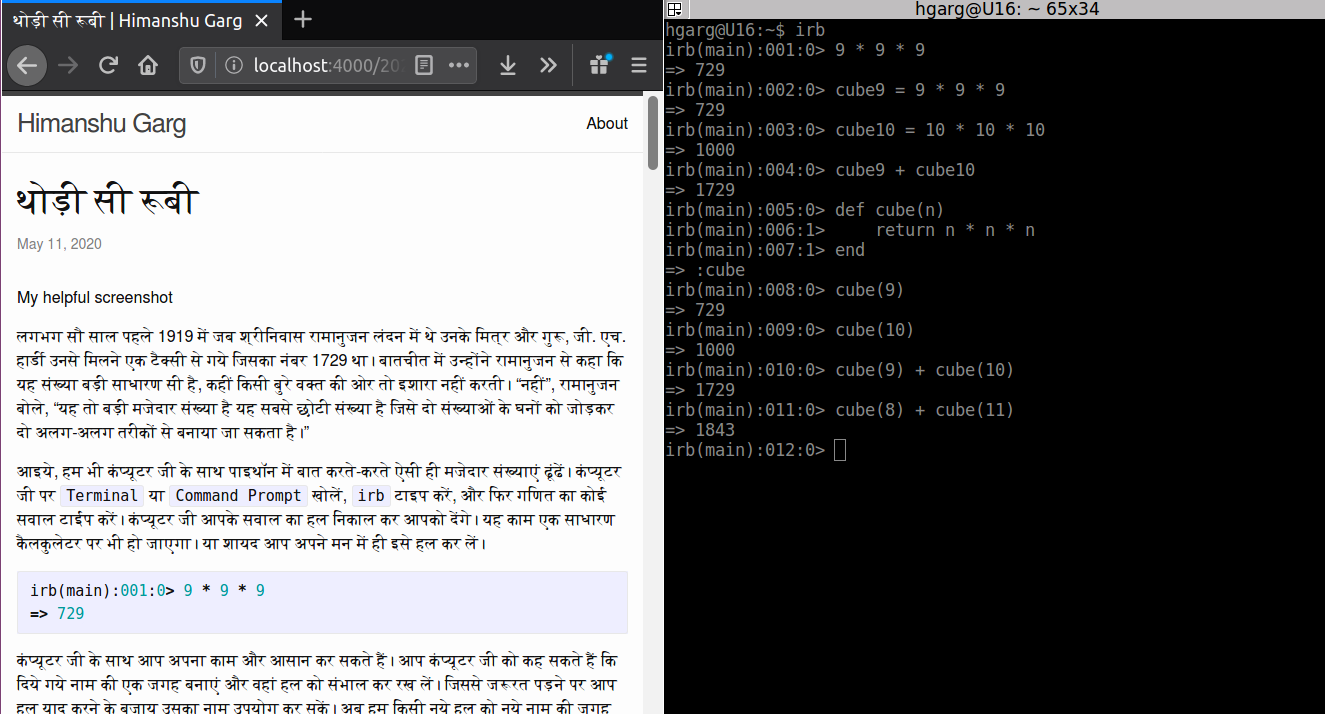 थोड़ी सी रूबी | Himanshu Garg
localhost:4000/20
Himanshu Garg
About
थोड़ी सी रूबी
May 11, 2020
My helpful screenshot
लगभग सौ साल पहले 1919 में जब श्रीनिवास रामानुजन लंदन में थे उनके मित्र और गुरू, जी. एच.
हार्डी उनसे मिलने एक टैक्सी से गये जिसका नंबर 1729 था। बातचीत में उन्होंने रामानुजन से कहा कि
यह संख्या बड़ी साधारण सी है, कहीं किसी बुरे वक्त की ओर तो इशारा नहीं करती। “नहीं”, रामानुजन
बोले, “यह तो बड़ी मजेदार संख्या है यह सबसे छोटी संख्या है जिसे दो संख्याओं के घनों को जोड़कर
दो अलग-अलग तरीकों से बनाया जा सकता है।”
आइये, हम भी कंप्यूटर जी के साथ पाइथॉन में बात करते-करते ऐसी ही मजेदार संख्याएं ढूंढें। कंप्यूटर
जी पर Terminal या Command Prompt खोलें, irb टाइप करें, और फिर गणित का कोई
सवाल टाईप करें। कंप्यूटर जी आपके सवाल का हल निकाल कर आपको देंगे। यह काम एक साधारण
कैलकुलेटर पर भी हो जाएगा। या शायद आप अपने मन में ही इसे हल कर लें।
irb(main):001:0> 9 * 9 * 9
=> 729
कंप्यूटर जी के साथ आप अपना काम और आसान कर सकते हैं। आप कंप्यूटर जी को कह सकते हैं कि
दिये गये नाम की एक जगह बनाएं और वहां हल को संभाल कर रख लें। जिससे जरूरत पड़ने पर आप
हल याद करने के बजाय उसका नाम उपयोग कर सकें। अब हम किसी नये हल को नये नाम की जगह
hgarg@U16: ~ 65x34
hgarg@U16:~$ irb
irb(main):001:0> 9 * 9 * 9
=> 729
irb(main):002:0> cube9 = 9 * 9 * 9
=> 729
irb(main):003:0> cube10 = 10 * 10 * 10
=> 1000
irb(main):004:0> cube9 + cube10
=> 1729
irb(main):005:0> def cube(n)
irb(main):006:1>     return n * n * n
irb(main):007:1> end
=> :cube
irb(main):008:0> cube(9)
=> 729
irb(main):009:0> cube(10)
=> 1000
irb(main):010:0> cube(9) + cube(10)
=> 1729
irb(main):011:0> cube(8) + cube(11)
=> 1843
irb(main):012:0>